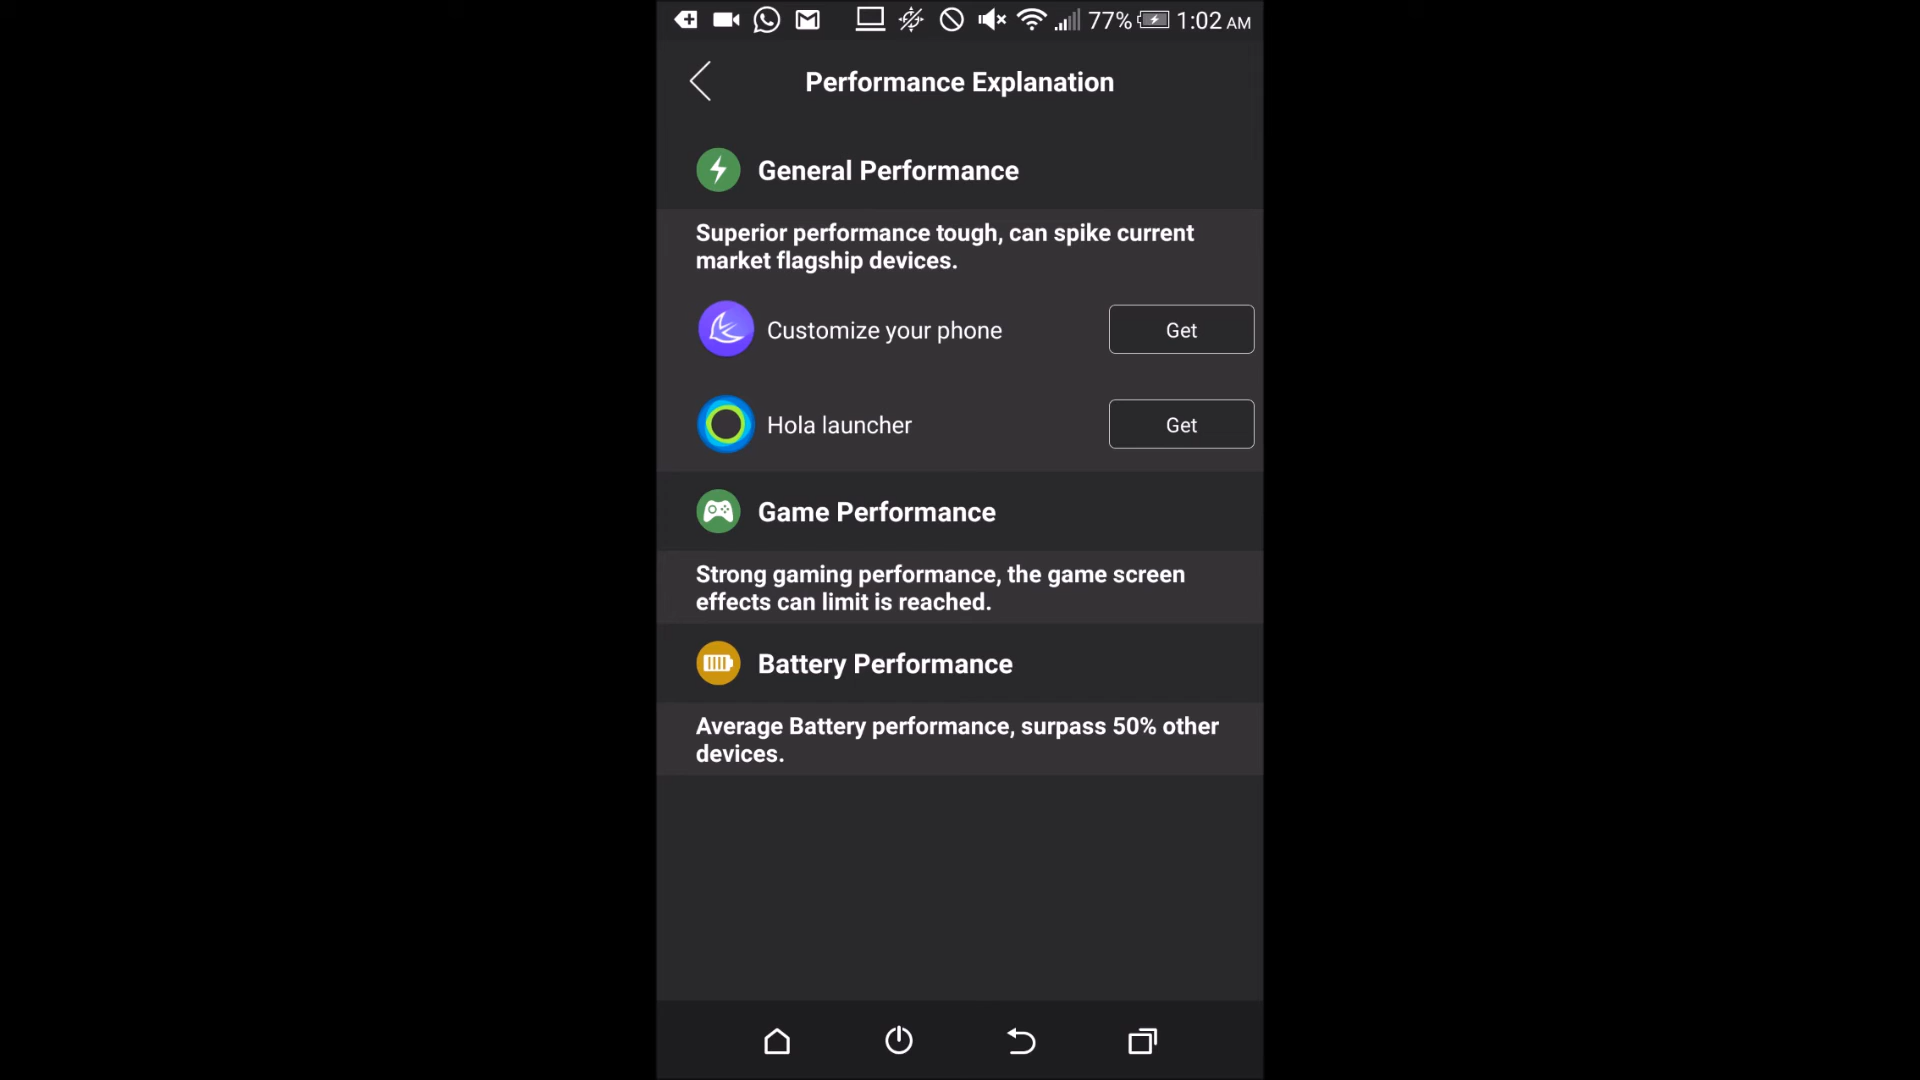 77% 1:02 AM
Performance Explanation
General Performance
Superior performance tough, can spike current
market flagship devices.
Customize your phone
Get
Hola launcher
Get
Game Performance
Strong gaming performance, the game screen
effects can limit is reached.
Battery Performance
Average Battery performance, surpass 50% other
devices.